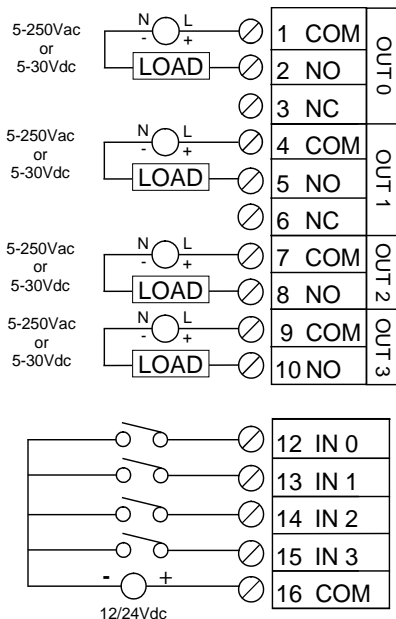 5-250Vac
or
5-30Vdc
N L
- +
LOAD
1 COM
2 NO
3 NC
OUT 0
5-250Vac
or
5-30Vdc
N L
- +
LOAD
4 COM
5 NO
6 NC
OUT 1
5-250Vac
or
5-30Vdc
N L
- +
LOAD
7 COM
8 NO
OUT 2
5-250Vac
or
5-30Vdc
N L
- +
LOAD
9 COM
10 NO
OUT 3
12 IN 0
13 IN 1
14 IN 2
15 IN 3
- +
16 COM
12/24Vdc